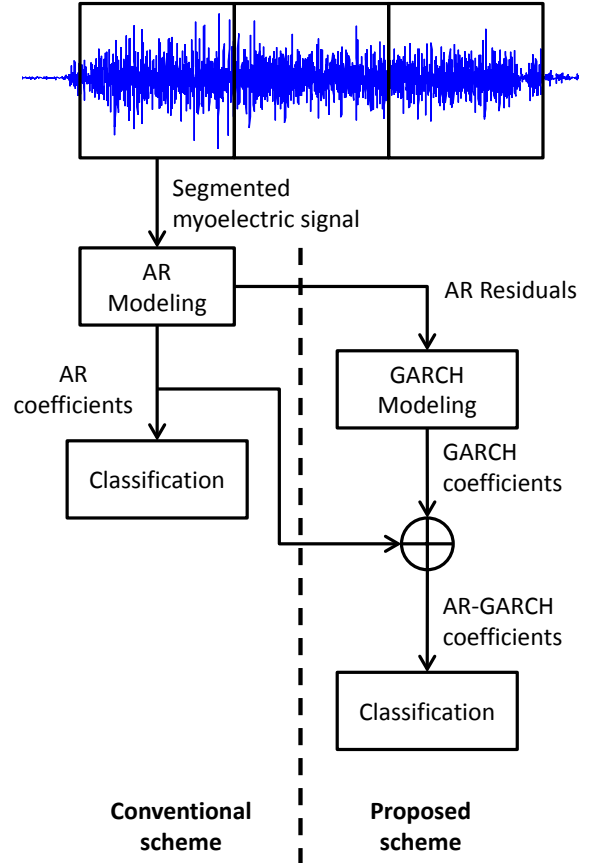 Segmented
myoelectric signal
AR
Modeling
AR Residuals
AR
coefficients
GARCH
Modeling
Classification
GARCH
coefficients
AR-GARCH
coefficients
Classification
Conventional
scheme
Proposed
scheme